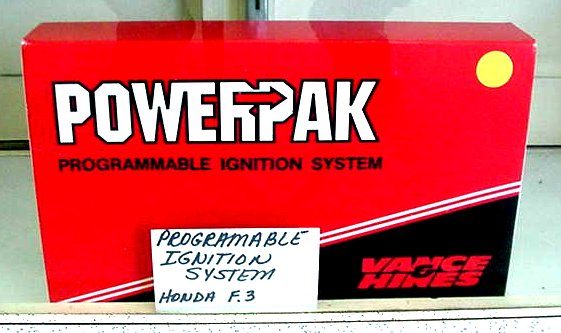 POWERPAK
PROGRAMMABLE IGNITION SYSTEM
PROGRAMABLE
IGNITION
SYSTEM
HONDA F.3
VANCE
&
HINES